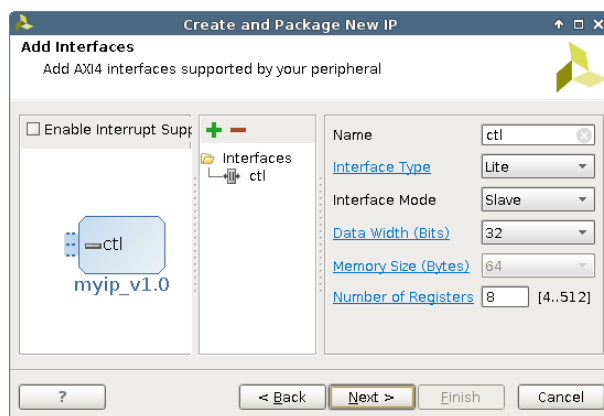 Create and Package New IP
Add Interfaces
Add AXI4 interfaces supported by your peripheral
Enable Interrupt Supp
Interfaces
ctl
ctl
myip_v1.0
Name ctl
Interface Type Lite
Interface Mode Slave
Data Width (Bits) 32
Memory Size (Bytes) 64
Number of Registers 8 [4..512]
? < Back Next > Finish Cancel